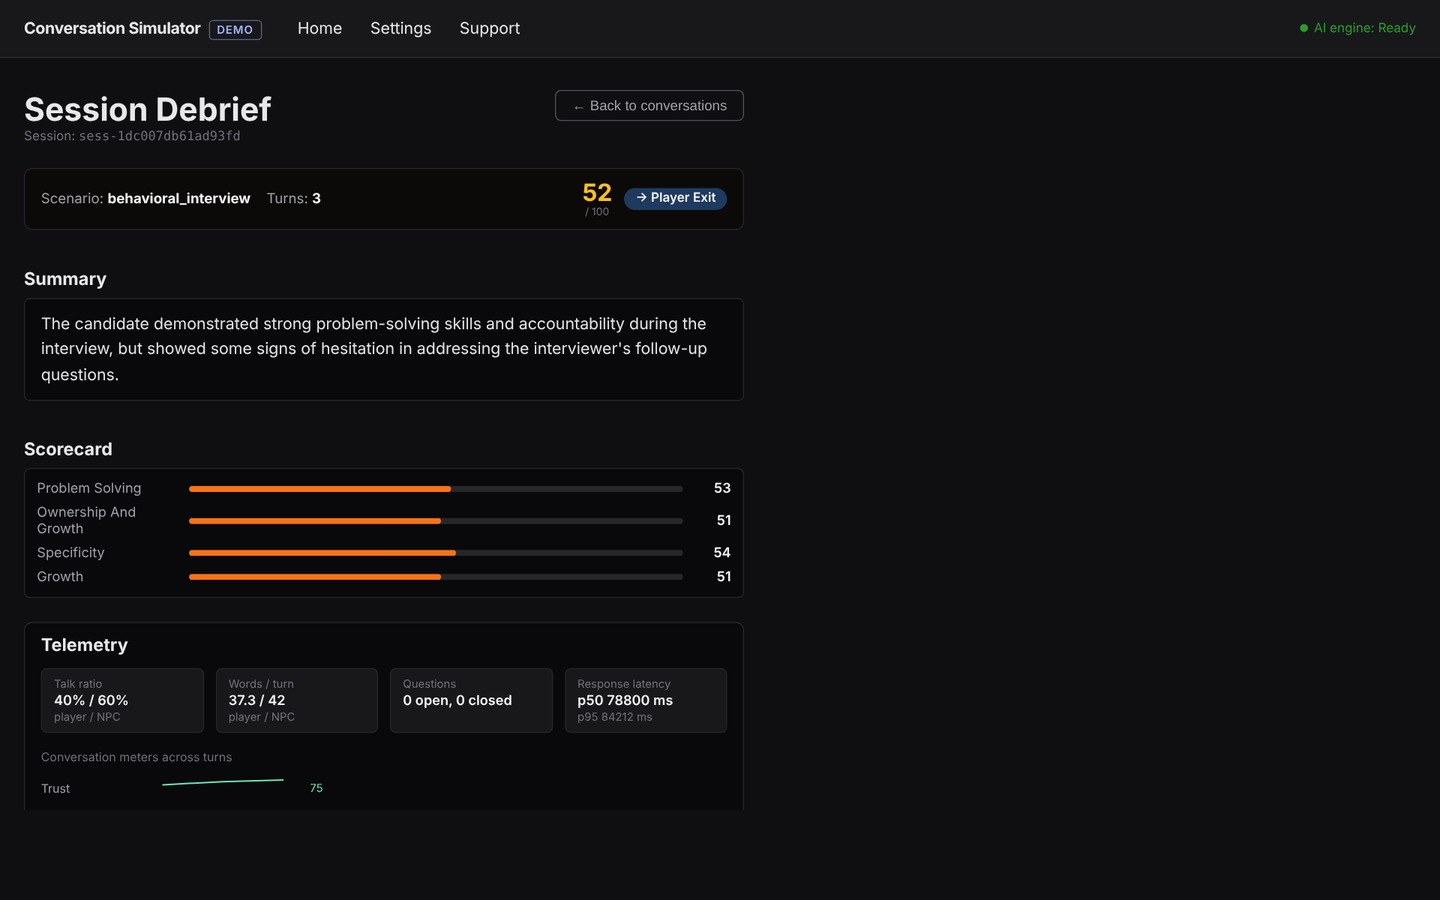 Conversation Simulator DEMO Home Settings Support ● AI engine: Ready
Session Debrief
← Back to conversations
Session: sess-1dc007db61ad93fd
Scenario: behavioral_interview Turns: 3
52
/ 100
→ Player Exit
Summary
The candidate demonstrated strong problem-solving skills and accountability during the
interview, but showed some signs of hesitation in addressing the interviewer's follow-up
questions.
Scorecard
Problem Solving 53
Ownership And
Growth 51
Specificity 54
Growth 51
Telemetry
Talk ratio
40% / 60%
player / NPC
Words / turn
37.3 / 42
player / NPC
Questions
0 open, 0 closed
Response latency
p50 78800 ms
p95 84212 ms
Conversation meters across turns
Trust 75